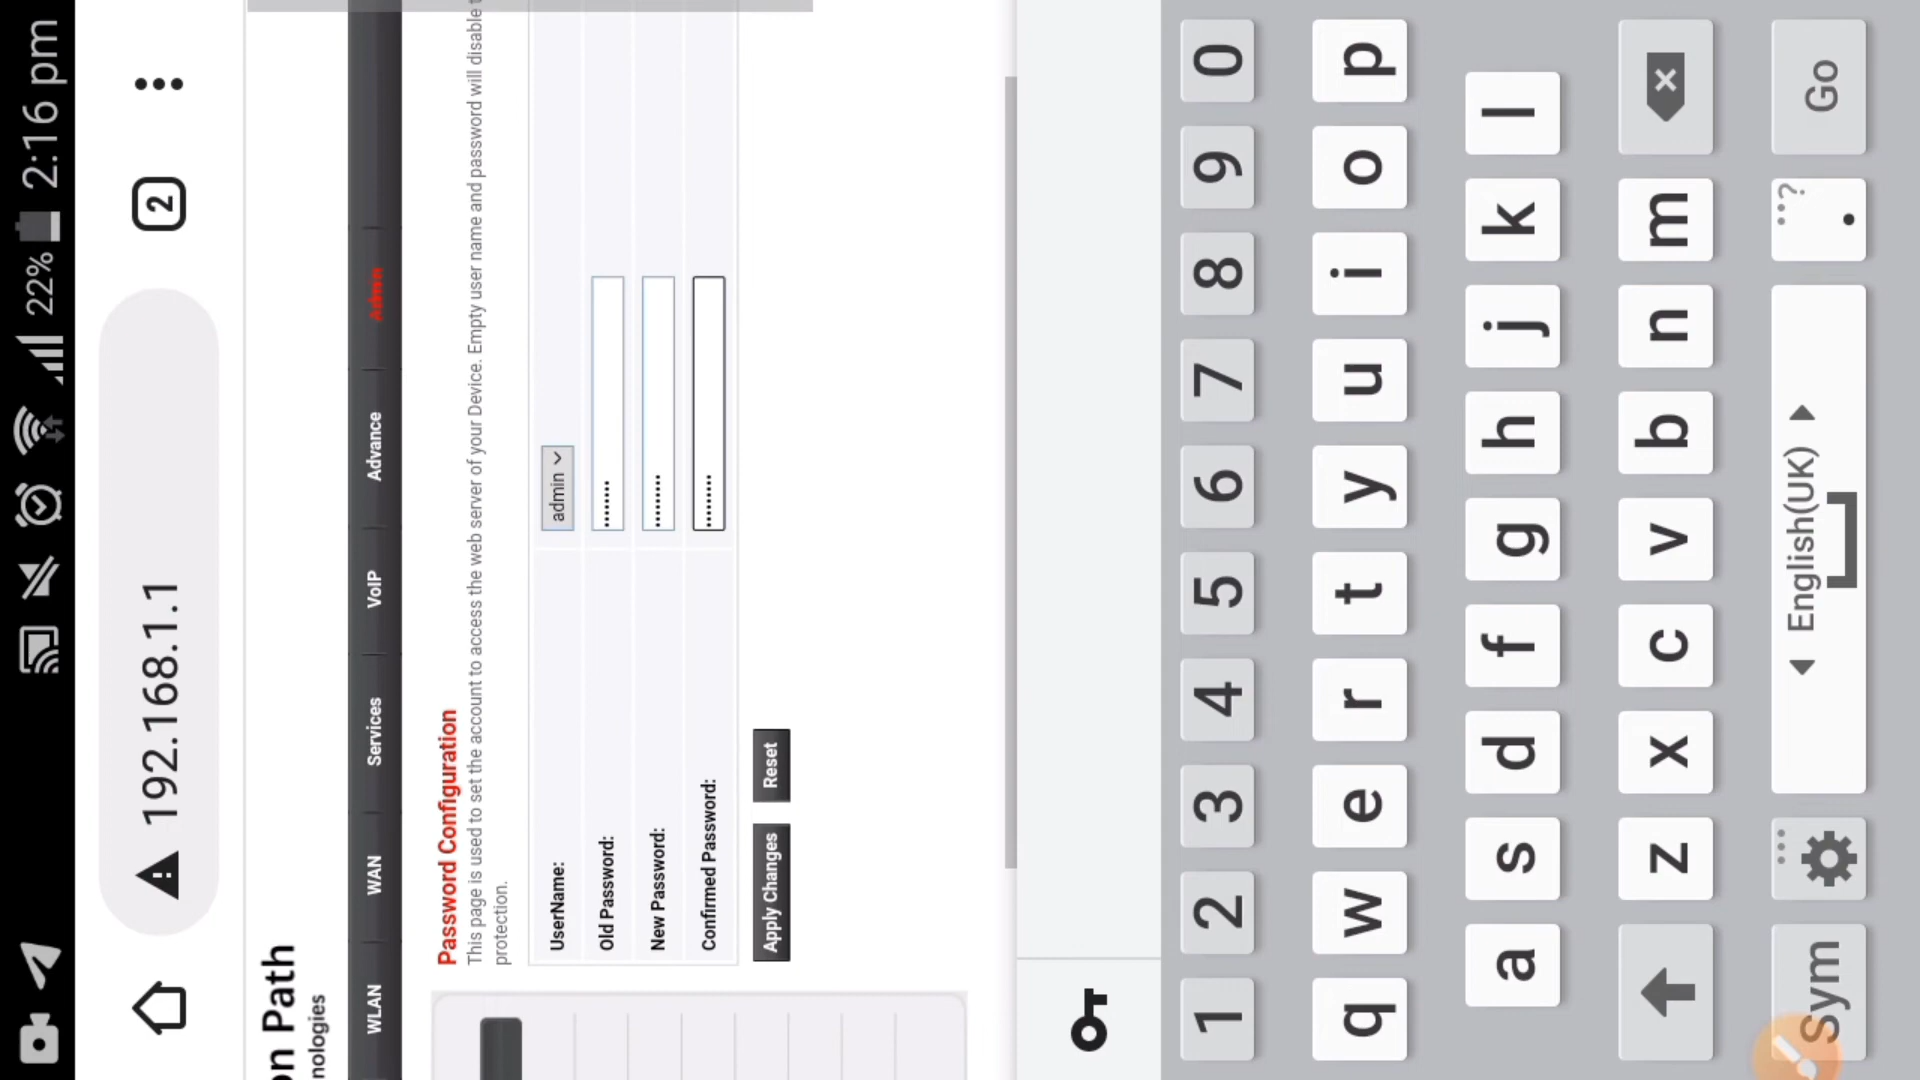 22% 2:16 pm
192.168.1.1
2
on Path
nologies
WLAN WAN Services VoIP Advance Admin
Password Configuration
This page is used to set the account to access the web server of your Device. Empty user name and password will disable
protection.
UserName: admin
Old Password: ••••••••
New Password: •••••••••
Confirmed Password: •••••••••
Apply Changes Reset
1 2 3 4 5 6 7 8 9 0
q w e r t y u i o p
a s d f g h j k l
z x c v b n m
Sym English(UK) . ...? Go